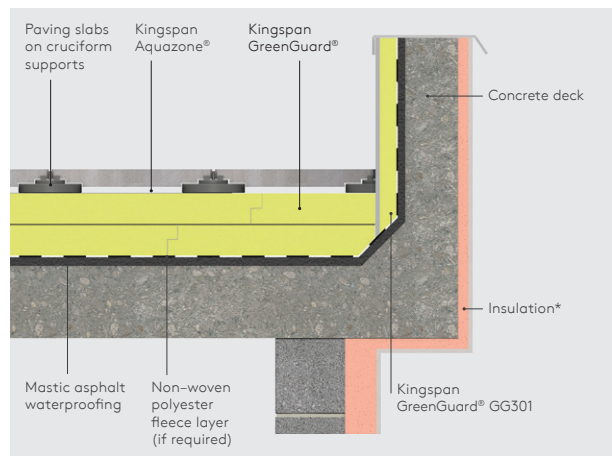 Paving slabs
on cruciform
supports
Kingspan
Aquazone®
Kingspan
GreenGuard®
Concrete deck
Insulation*
Mastic asphalt
waterproofing
Non–woven
polyester
fleece layer
(if required)
Kingspan
GreenGuard® GG301